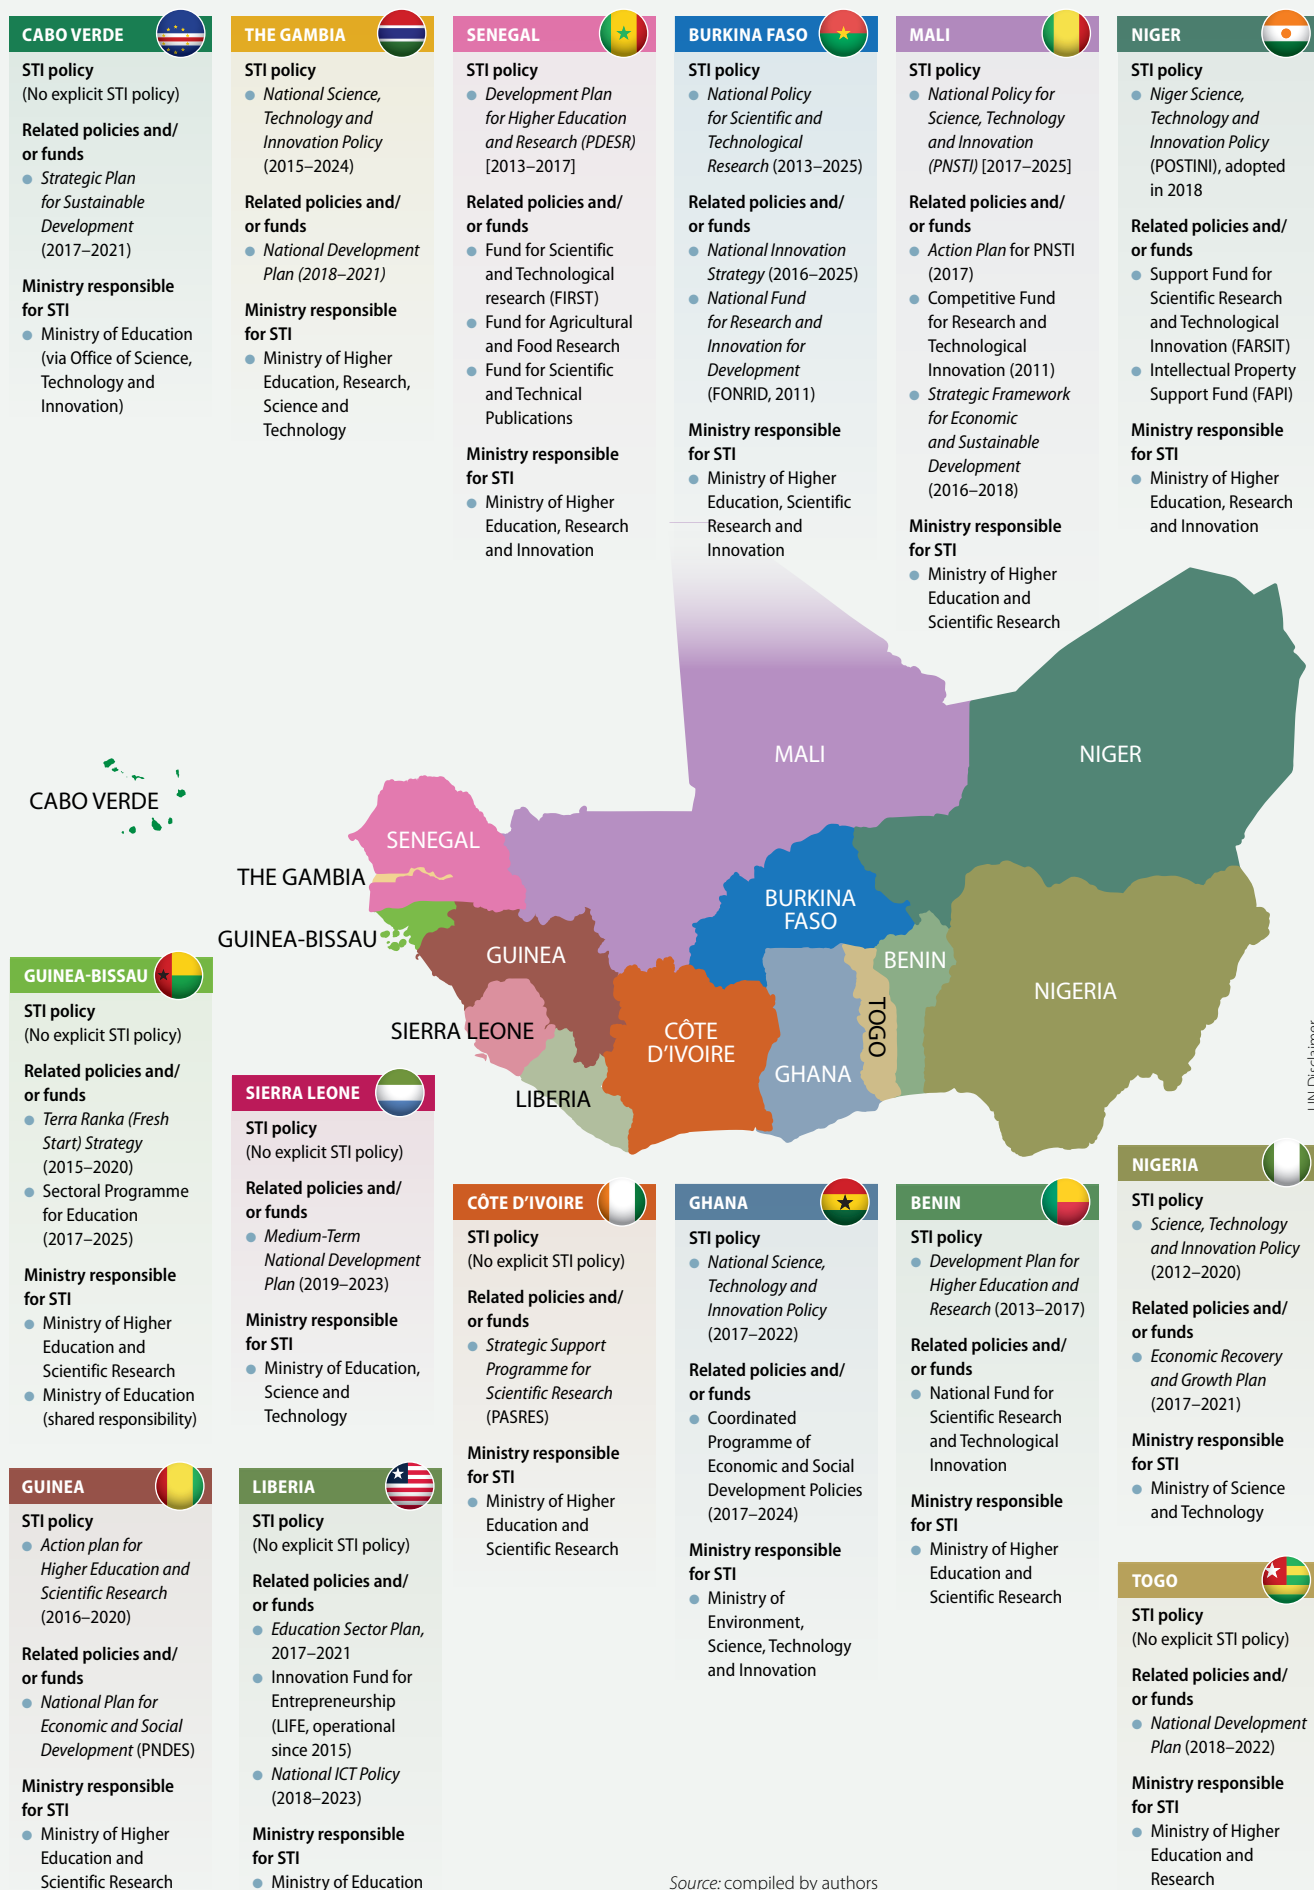 CABO VERDE
STI policy
(No explicit STI policy)
Related policies and/
or funds
Strategic Plan
for Sustainable
Development
(2017–2021)
Ministry responsible
for STI
Ministry of Education
(via Office of Science,
Technology and
Innovation)
THE GAMBIA
STI policy
National Science,
Technology and
Innovation Policy
(2015–2024)
Related policies and/
or funds
National Development
Plan (2018–2021)
Ministry responsible
for STI
Ministry of Higher
Education, Research,
Science and
Technology
SENEGAL
STI policy
Development Plan
for Higher Education
and Research (PDESR)
[2013–2017]
Related policies and/
or funds
Fund for Scientific
and Technological
research (FIRST)
Fund for Agricultural
and Food Research
Fund for Scientific
and Technical
Publications
Ministry responsible
for STI
Ministry of Higher
Education, Research
and Innovation
BURKINA FASO
STI policy
National Policy
for Scientific and
Technological
Research (2013–2025)
Related policies and/
or funds
National Innovation
Strategy (2016–2025)
National Fund
for Research and
Innovation for
Development
(FONRID, 2011)
Ministry responsible
for STI
Ministry of Higher
Education, Scientific
Research and
Innovation
MALI
STI policy
National Policy for
Science, Technology
and Innovation
(PNSTI) [2017–2025]
Related policies and/
or funds
Action Plan for PNSTI
(2017)
Competitive Fund
for Research and
Technological
Innovation (2011)
Strategic Framework
for Economic
and Sustainable
Development
(2016–2018)
Ministry responsible
for STI
Ministry of Higher
Education and
Scientific Research
NIGER
STI policy
Niger Science,
Technology and
Innovation Policy
(POSTINI), adopted
in 2018
Related policies and/
or funds
Support Fund for
Scientific Research
and Technological
Innovation (FARSIT)
Intellectual Property
Support Fund (FAPI)
Ministry responsible
for STI
Ministry of Higher
Education, Research
and Innovation
MALI
NIGER
CABO VERDE
SENEGAL
THE GAMBIA
BURKINA
FASO
GUINEA-BISSAU
GUINEA
BENIN
NIGERIA
SIERRA LEONE
CÔTE
D'IVOIRE
TOGO
GHANA
LIBERIA
UN Disclaimer
GUINEA-BISSAU
STI policy
(No explicit STI policy)
Related policies and/
or funds
Terra Ranka (Fresh
Start) Strategy
(2015–2020)
Sectoral Programme
for Education
(2017–2025)
Ministry responsible
for STI
Ministry of Higher
Education and
Scientific Research
Ministry of Education
(shared responsibility)
SIERRA LEONE
STI policy
(No explicit STI policy)
Related policies and/
or funds
Medium-Term
National Development
Plan (2019–2023)
Ministry responsible
for STI
Ministry of Education,
Science and
Technology
CÔTE D'IVOIRE
STI policy
(No explicit STI policy)
Related policies and/
or funds
Strategic Support
Programme for
Scientific Research
(PASRES)
Ministry responsible
for STI
Ministry of Higher
Education and
Scientific Research
GHANA
STI policy
National Science,
Technology and
Innovation Policy
(2017–2022)
Related policies and/
or funds
Coordinated
Programme of
Economic and Social
Development Policies
(2017–2024)
Ministry responsible
for STI
Ministry of
Environment,
Science, Technology
and Innovation
BENIN
STI policy
Development Plan for
Higher Education and
Research (2013–2017)
Related policies and/
or funds
National Fund for
Scientific Research
and Technological
Innovation
Ministry responsible
for STI
Ministry of Higher
Education and
Scientific Research
NIGERIA
STI policy
Science, Technology
and Innovation Policy
(2012–2020)
Related policies and/
or funds
Economic Recovery
and Growth Plan
(2017–2021)
Ministry responsible
for STI
Ministry of Science
and Technology
GUINEA
STI policy
Action plan for
Higher Education and
Scientific Research
(2016–2020)
Related policies and/
or funds
National Plan for
Economic and Social
Development (PNDES)
Ministry responsible
for STI
Ministry of Higher
Education and
Scientific Research
LIBERIA
STI policy
(No explicit STI policy)
Related policies and/
or funds
Education Sector Plan,
2017–2021
Innovation Fund for
Entrepreneurship
(LIFE, operational
since 2015)
National ICT Policy
(2018–2023)
Ministry responsible
for STI
Ministry of Education
TOGO
STI policy
(No explicit STI policy)
Related policies and/
or funds
National Development
Plan (2018–2022)
Ministry responsible
for STI
Ministry of Higher
Education and
Research
Source: compiled by authors